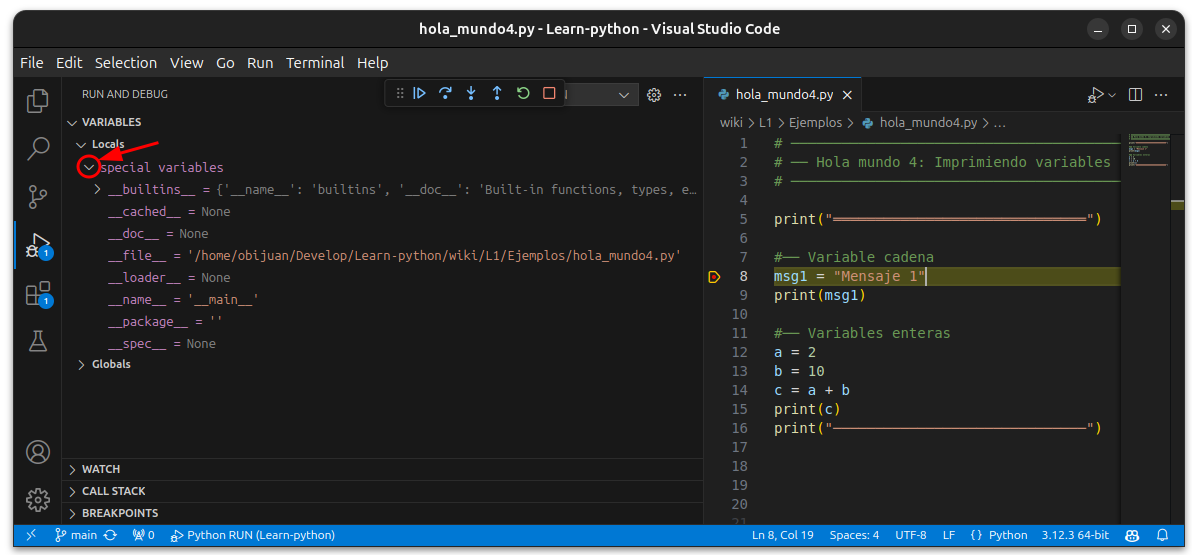 hola_mundo4.py - Learn-python - Visual Studio Code
File Edit Selection View Go Run Terminal Help
RUN AND DEBUG
VARIABLES
Locals
special variables
__builtins__ = {'__name__': 'builtins', '__doc__': 'Built-in functions, types, e…
__cached__ = None
__doc__ = None
__file__ = '/home/obijuan/Develop/Learn-python/wiki/L1/Ejemplos/hola_mundo4.py'
__loader__ = None
__name__ = '__main__'
__package__ = ''
__spec__ = None
Globals
WATCH
CALL STACK
BREAKPOINTS
1
1
hola_mundo4.py
wiki > L1 > Ejemplos > hola_mundo4.py > …
1 # ──────────────────────────────
2 # ── Hola mundo 4: Imprimiendo variables
3 # ──────────────────────────────
4
5 print("══════════════════════════════")
6
7 #── Variable cadena
8 msg1 = "Mensaje 1"
9 print(msg1)
10
11 #── Variables enteras
12 a = 2
13 b = 10
14 c = a + b
15 print(c)
16 print("──────────────────────────────")
17
18
19
20
21
main 0 Python RUN (Learn-python) Ln 8, Col 19 Spaces: 4 UTF-8 LF {} Python 3.12.3 64-bit